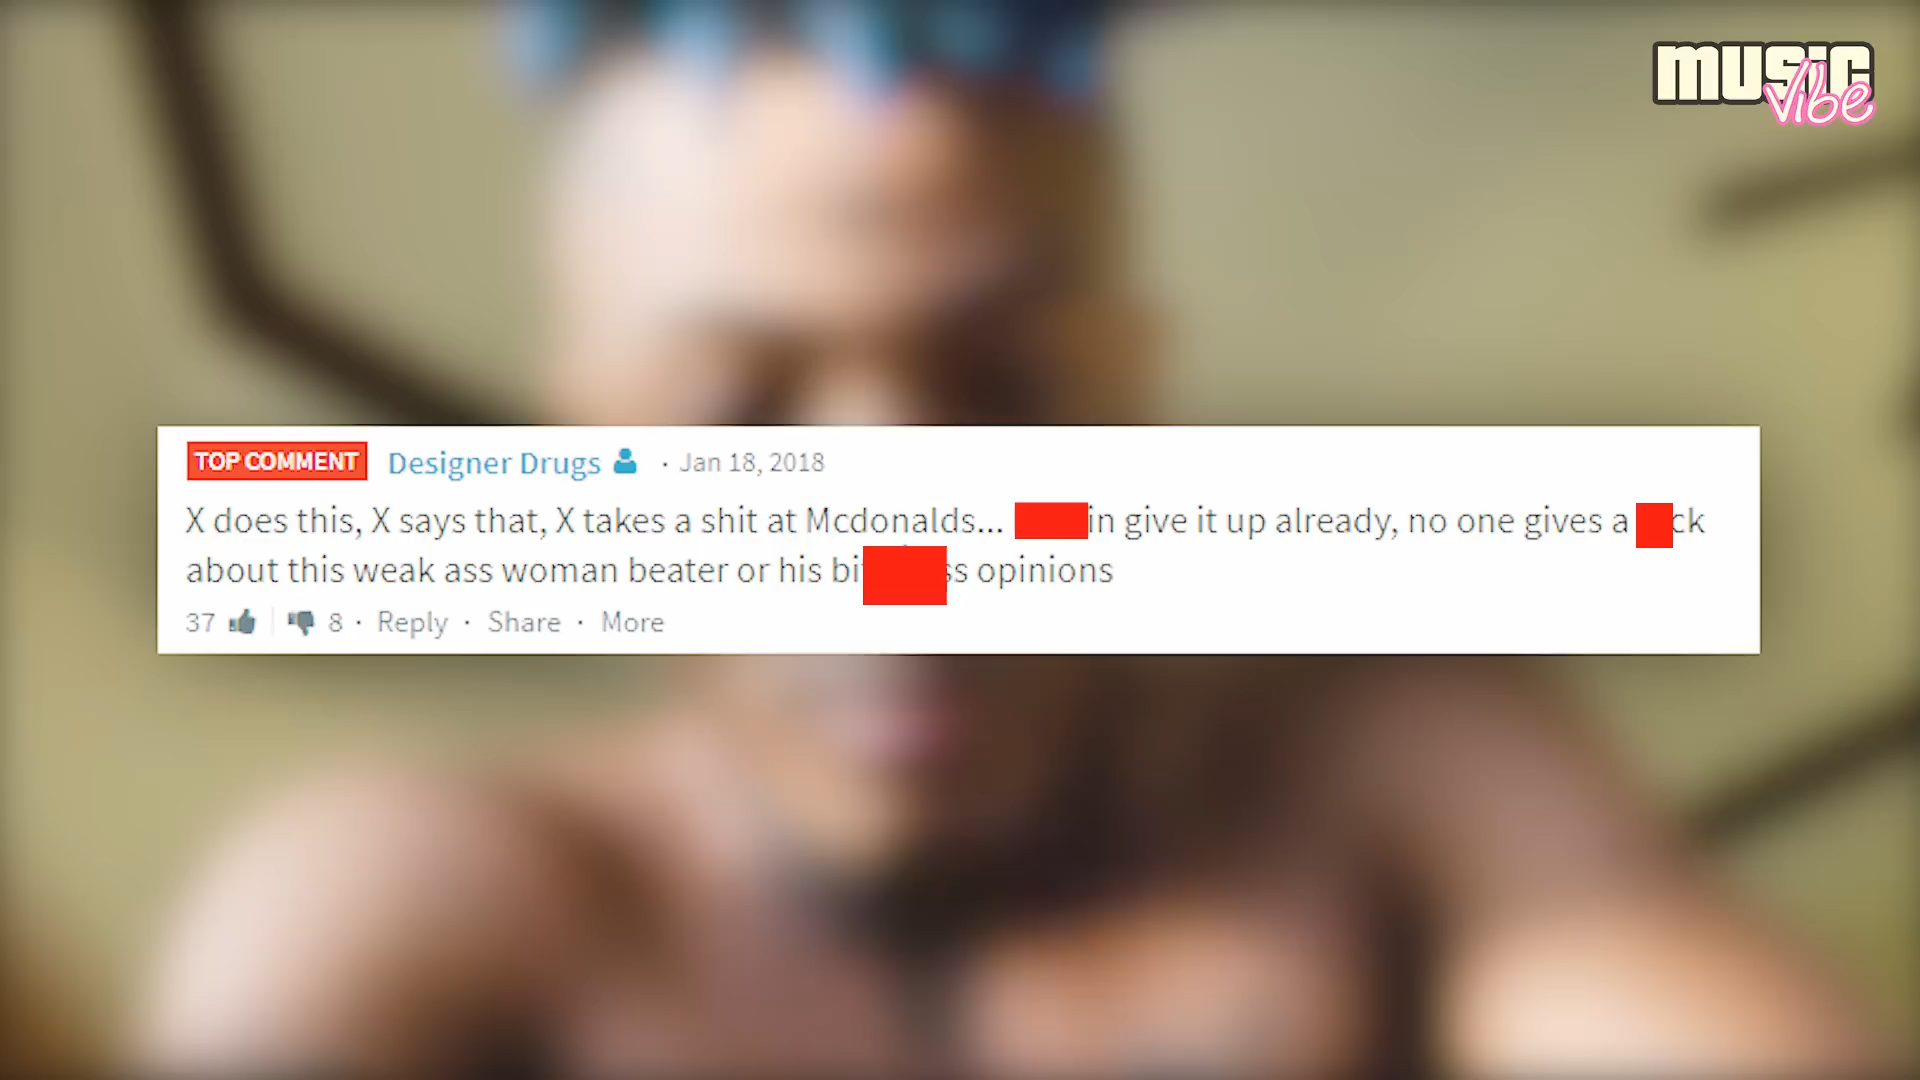 music
vibe
TOP COMMENT Designer Drugs · Jan 18, 2018
X does this, X says that, X takes a shit at Mcdonalds... in give it up already, no one gives a ck
about this weak ass woman beater or his bi ss opinions
37 8 · Reply · Share · More